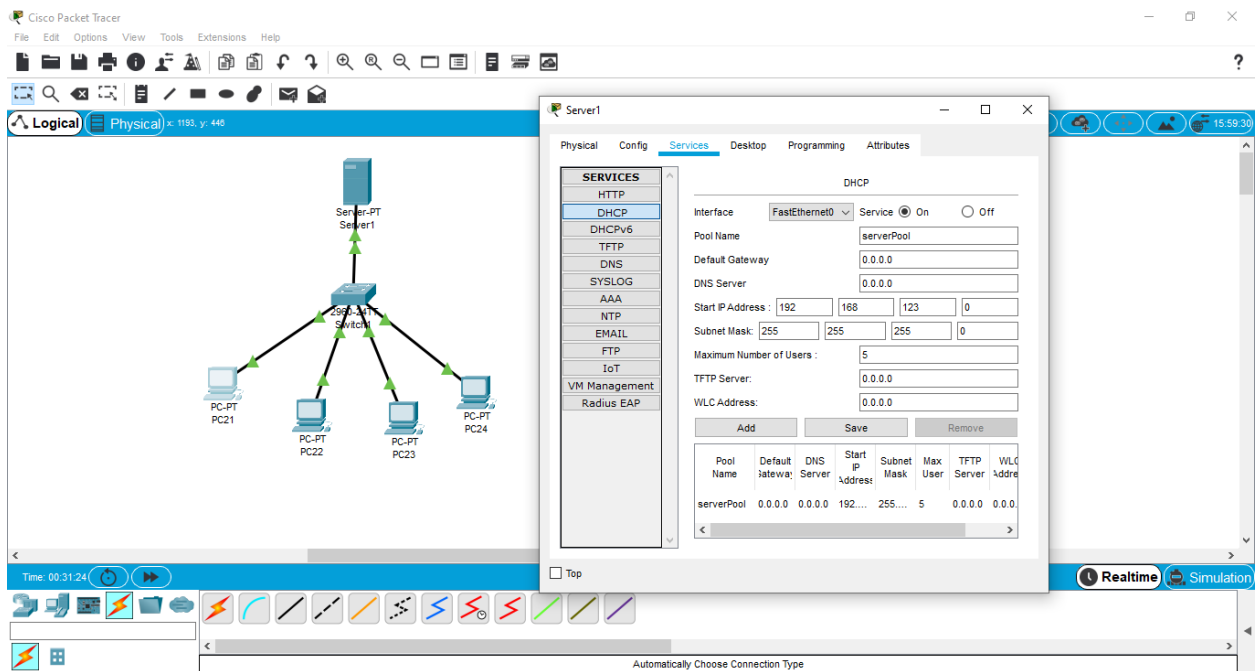 Cisco Packet Tracer
File Edit Options View Tools Extensions Help
?
Logical Physical x: 1193, y: 446 15:59:30
Server-PT
Server1
2960-24TT
Switch1
PC-PT
PC21
PC-PT
PC22
PC-PT
PC23
PC-PT
PC24
Server1
Physical Config Services Desktop Programming Attributes
SERVICES
HTTP
DHCP
DHCPv6
TFTP
DNS
SYSLOG
AAA
NTP
EMAIL
FTP
IoT
VM Management
Radius EAP
DHCP
Interface FastEthernet0 Service On Off
Pool Name serverPool
Default Gateway 0.0.0.0
DNS Server 0.0.0.0
Start IP Address : 192 168 123 0
Subnet Mask: 255 255 255 0
Maximum Number of Users : 5
TFTP Server: 0.0.0.0
WLC Address: 0.0.0.0
Add Save Remove
Pool Name Default Gateway DNS Server Start IP Address Subnet Mask Max User TFTP Server WLC Addre
serverPool 0.0.0.0 0.0.0.0 192.... 255.... 5 0.0.0.0 0.0.0.
Top
Time: 00:31:24 Realtime Simulation
Automatically Choose Connection Type